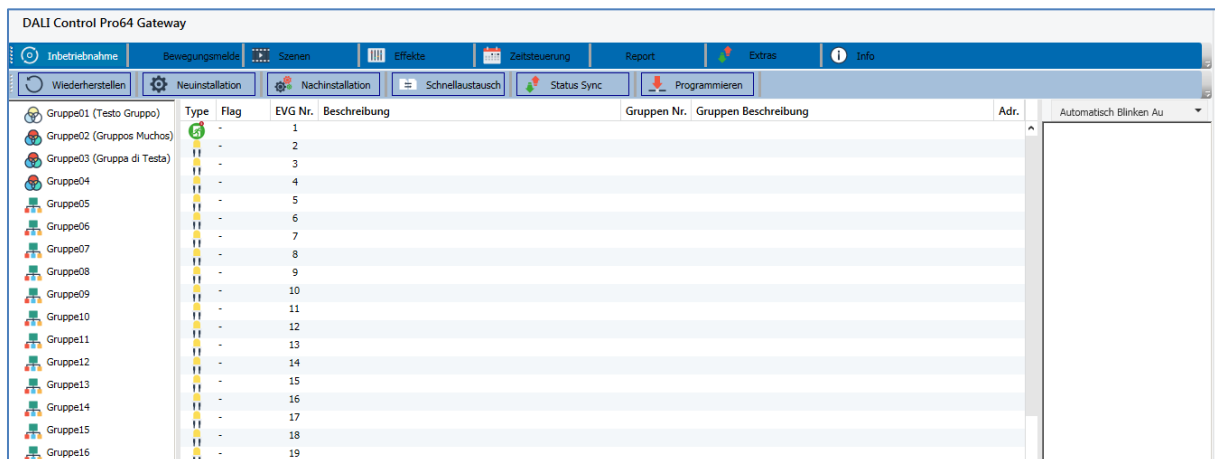 DALI Control Pro64 Gateway
Inbetriebnahme Bewegungsmelde Szenen Effekte Zeitsteuerung Report Extras Info
Wiederherstellen Neuinstallation Nachinstallation Schnellaustausch Status Sync Programmieren
Gruppe01 (Testo Gruppo)
Gruppe02 (Gruppos Muchos)
Gruppe03 (Gruppa di Testa)
Gruppe04
Gruppe05
Gruppe06
Gruppe07
Gruppe08
Gruppe09
Gruppe10
Gruppe11
Gruppe12
Gruppe13
Gruppe14
Gruppe15
Gruppe16
Type Flag EVG Nr. Beschreibung Gruppen Nr. Gruppen Beschreibung Adr.
- 1
- 2
- 3
- 4
- 5
- 6
- 7
- 8
- 9
- 10
- 11
- 12
- 13
- 14
- 15
- 16
- 17
- 18
- 19
Automatisch Blinken Au